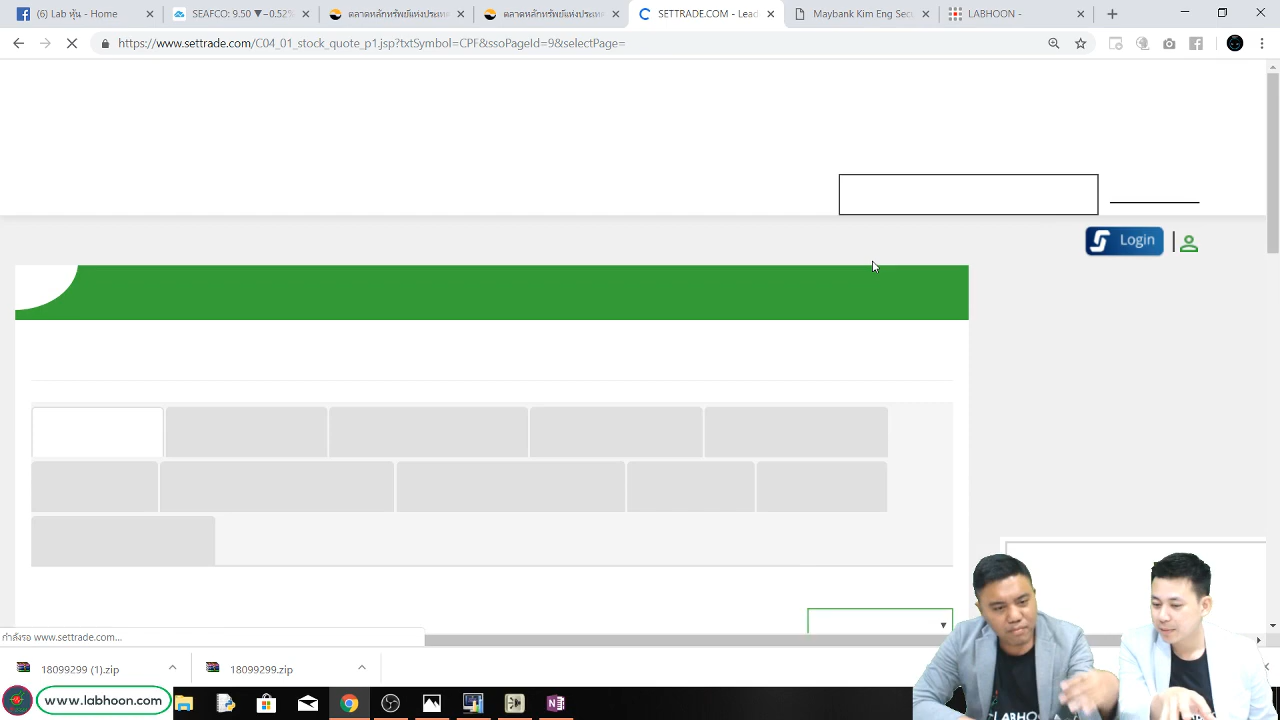 Lab หุ้น - Home
SEAFCO: 9.50 ▼ −0.52%
ตลาดหลักทรัพย์แห่งประเท
ตลาดหลักทรัพย์แห่งประเท
SETTRADE.COM - Lead
Maybank Kim Eng Secu
LABHOON -
https://www.settrade.com/C04_01_stock_quote_p1.jsp?txtSymbol=CPF&ssoPageId=9&selectPage=
Login
กำลังรอ www.settrade.com...
18099299 (1).zip
18099299.zip
www.labhoon.com
LABHOON